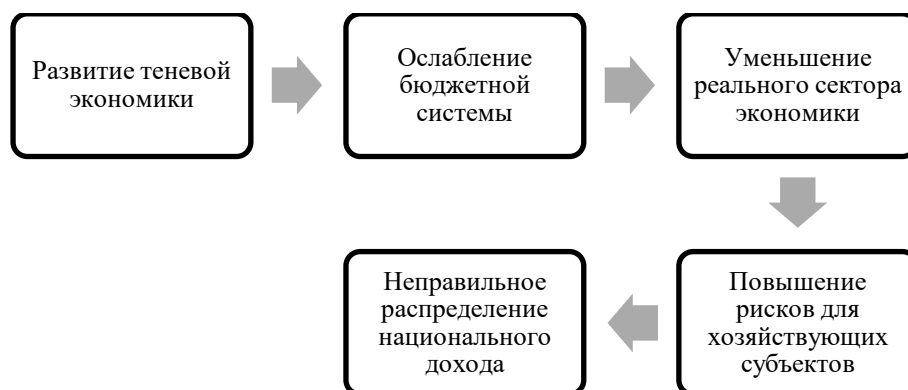 Развитие теневой
экономики
Ослабление
бюджетной
системы
Уменьшение
реального сектора
экономики
Повышение
рисков для
хозяйствующих
субъектов
Неправильное
распределение
национального
дохода